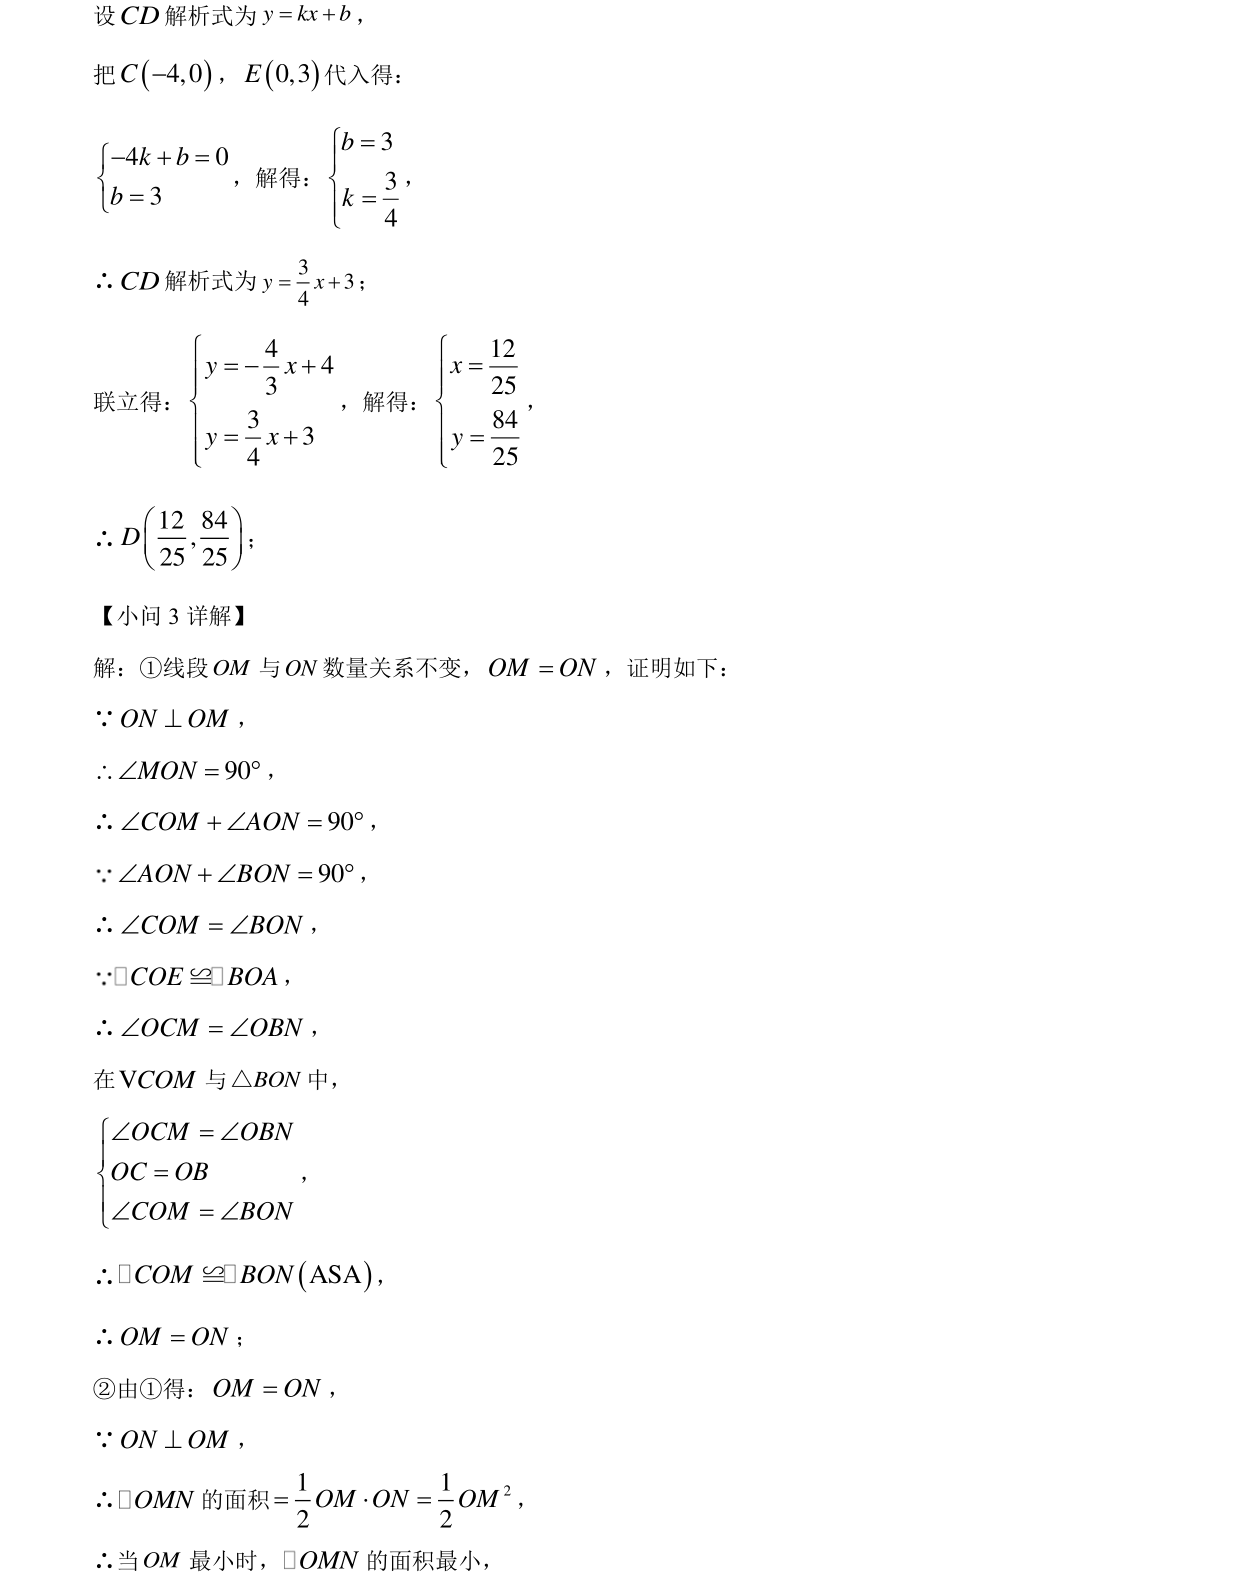 设CD解析式为y=kx+b，
把C(−4,0)，E(0,3)代入得：
{−4k+b=0 b=3，解得：{b=3 k=3/4，
∴CD解析式为y=3/4x+3；
联立得：{y=−4/3x+4 y=3/4x+3，解得：{x=12/25 y=84/25，
∴D(12/25,84/25)；
【小问3详解】
解：①线段OM与ON数量关系不变，OM=ON，证明如下：
∵ON⊥OM，
∴∠MON=90°，
∴∠COM+∠AON=90°，
∵∠AON+∠BON=90°，
∴∠COM=∠BON，
∵□COE≌□BOA，
∴∠OCM=∠OBN，
在VCOM与△BON中，
{∠OCM=∠OBN
OC=OB，
∠COM=∠BON
∴□COM≌□BON(ASA)，
∴OM=ON；
②由①得：OM=ON，
∵ON⊥OM，
∴□OMN的面积=1/2OM·ON=1/2OM²，
∴当OM最小时，□OMN的面积最小，